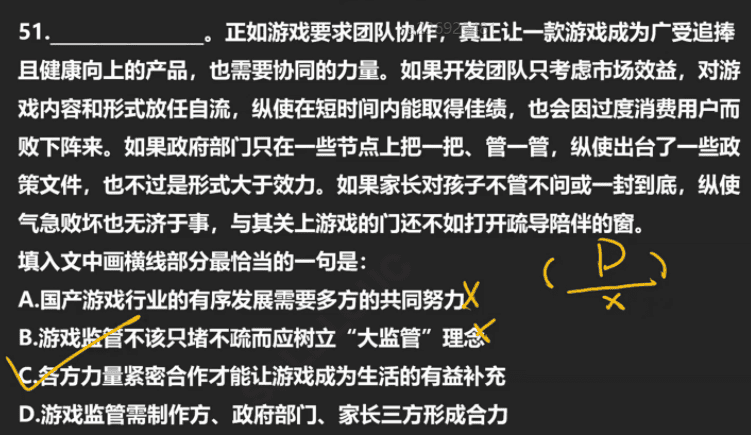 51.______________。正如游戏要求团队协作，真正让一款游戏成为广受追捧
且健康向上的产品，也需要协同的力量。如果开发团队只考虑市场效益，对游
戏内容和形式放任自流，纵使在短时间内能取得佳绩，也会因过度消费用户而
败下阵来。如果政府部门只在一些节点上把一把、管一管，纵使出台了一些政
策文件，也不过是形式大于效力。如果家长对孩子不管不问或一封到底，纵使
气急败坏也无济于事，与其关上游戏的门还不如打开疏导陪伴的窗。
填入文中画横线部分最恰当的一句是：
( D )
x
A.国产游戏行业的有序发展需要多方的共同努力x
B.游戏监管不该只堵不疏而应树立“大监管”理念x
C.各方力量紧密合作才能让游戏成为生活的有益补充
D.游戏监管需制作方、政府部门、家长三方形成合力